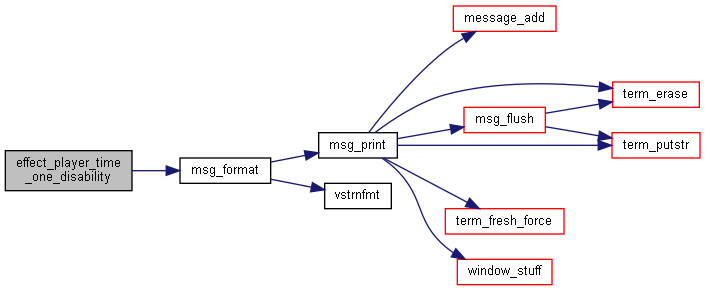 effect_player_time
_one_disability
msg_format
msg_print
vstrnfmt
message_add
msg_flush
term_erase
term_putstr
term_fresh_force
window_stuff